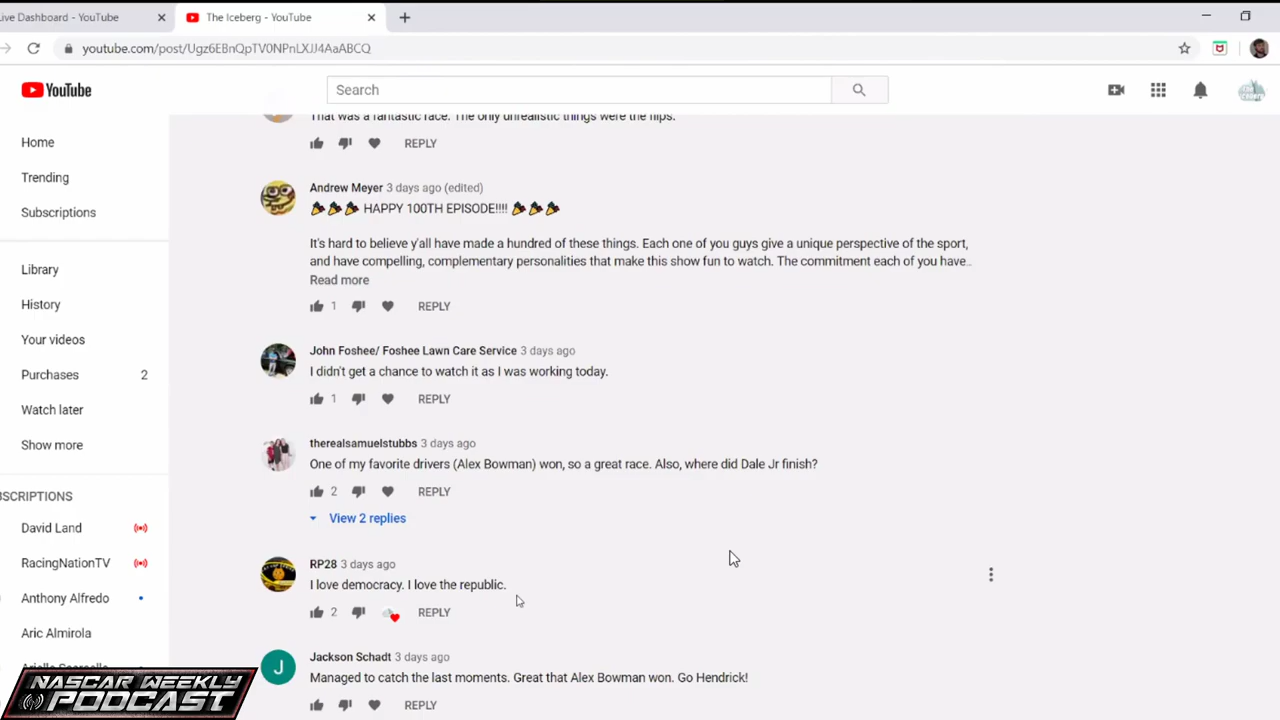 Live Dashboard - YouTube
The Iceberg - YouTube
youtube.com/post/Ugz6EBnQpTV0NPnLXJJ4AaABCQ
YouTube
Search
That was a fantastic race. The only unrealistic things were the flips.
REPLY
Home
Trending
Subscriptions
Library
History
Your videos
Purchases 2
Watch later
Show more
SUBSCRIPTIONS
David Land
RacingNationTV
Anthony Alfredo
Aric Almirola
Andrew Meyer 3 days ago (edited)
🎉🎉🎉 HAPPY 100TH EPISODE!!!! 🎉🎉🎉
It's hard to believe y'all have made a hundred of these things. Each one of you guys give a unique perspective of the sport,
and have compelling, complementary personalities that make this show fun to watch. The commitment each of you have..
Read more
1 REPLY
John Foshee/ Foshee Lawn Care Service 3 days ago
I didn't get a chance to watch it as I was working today.
1 REPLY
therealsamuelstubbs 3 days ago
One of my favorite drivers (Alex Bowman) won, so a great race. Also, where did Dale Jr finish?
2 REPLY
View 2 replies
RP28 3 days ago
I love democracy. I love the republic.
2 REPLY
J
Jackson Schadt 3 days ago
Managed to catch the last moments. Great that Alex Bowman won. Go Hendrick!
REPLY
NASCAR WEEKLY
PODCAST